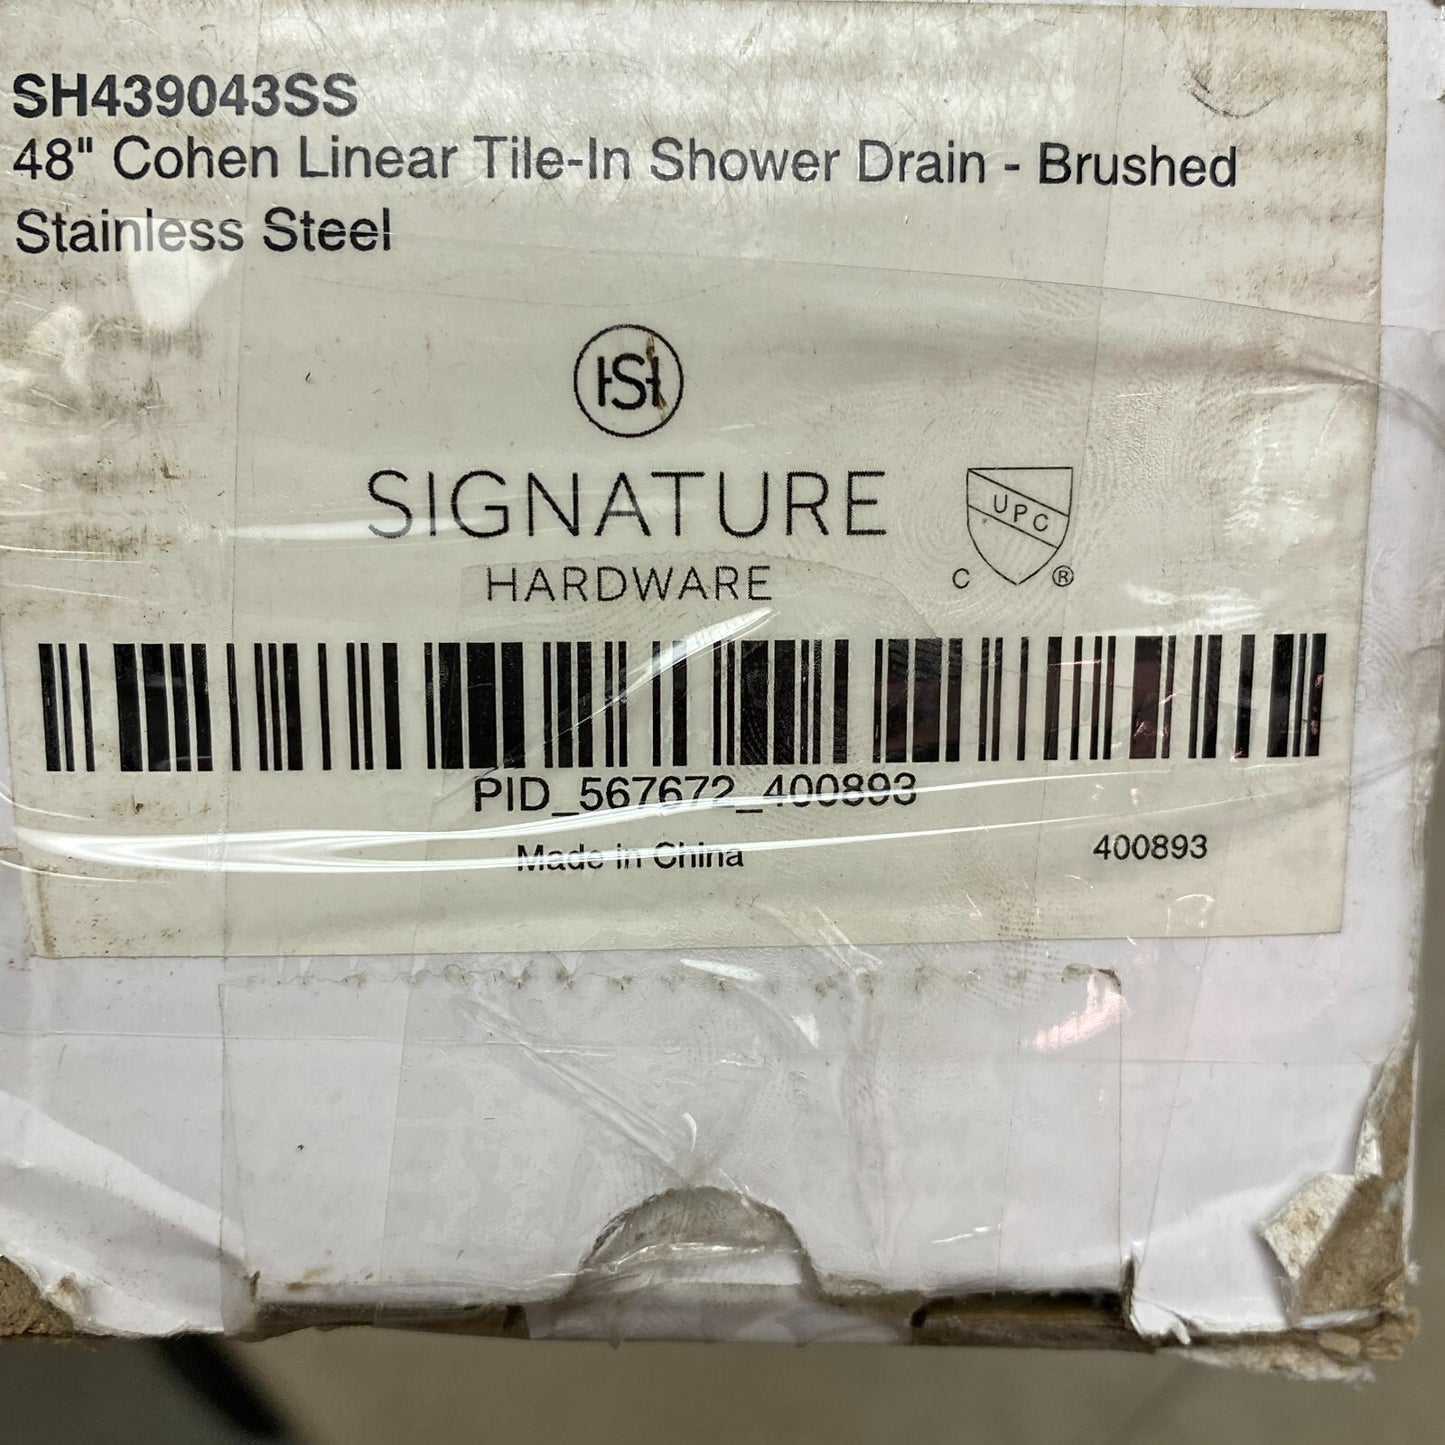 SH439043SS
48" Cohen Linear Tile-In Shower Drain - Brushed
Stainless Steel
HSH
SIGNATURE
HARDWARE
UPC
C ®
PID_567672_400893
Made in China
400893